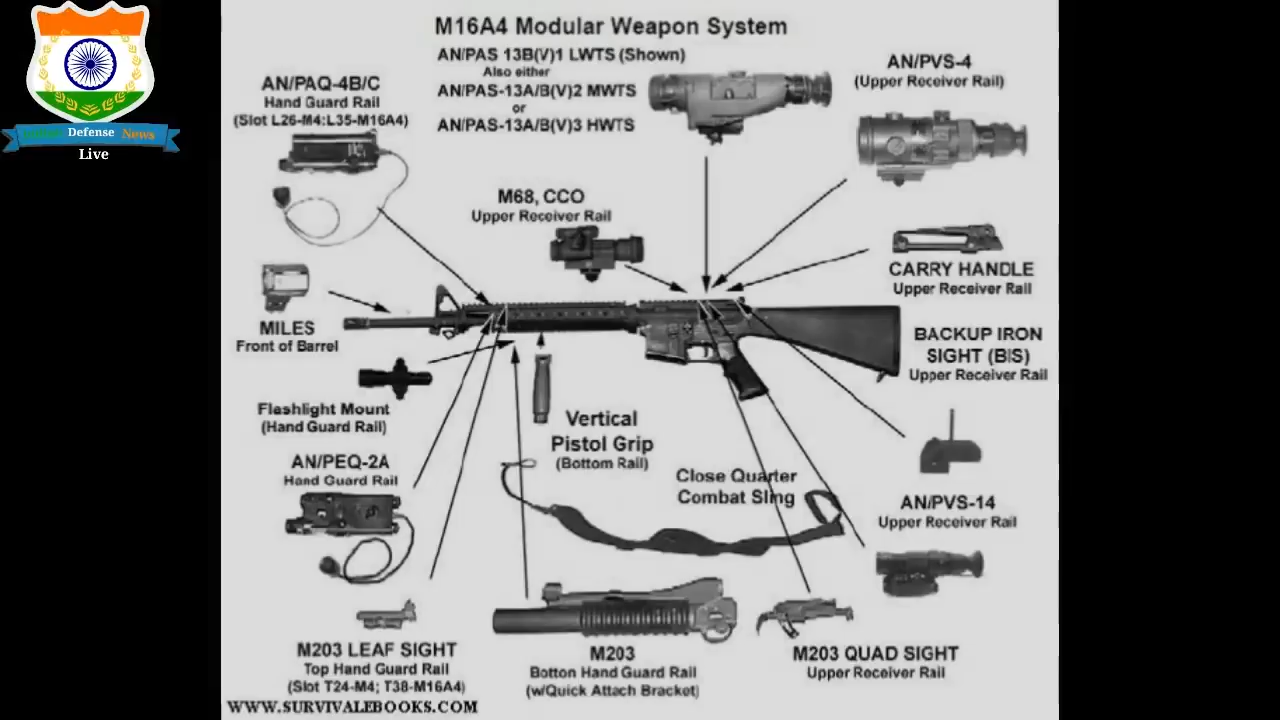 M16A4 Modular Weapon System
AN/PAS 13B(V)1 LWTS (Shown)
Also either
AN/PAS-13A/B(V)2 MWTS
or
AN/PAS-13A/B(V)3 HWTS
AN/PVS-4
(Upper Receiver Rail)
AN/PAQ-4B/C
Hand Guard Rail
(Slot L26-M4:L35-M16A4)
Defense News
Live
M68, CCO
Upper Receiver Rail
CARRY HANDLE
Upper Receiver Rail
MILES
Front of Barrel
BACKUP IRON
SIGHT (BIS)
Upper Receiver Rail
Flashlight Mount
(Hand Guard Rail)
Vertical
Pistol Grip
(Bottom Rail)
AN/PEQ-2A
Hand Guard Rail
Close Quarter
Combat Sling
AN/PVS-14
Upper Receiver Rail
M203 LEAF SIGHT
Top Hand Guard Rail
(Slot T24-M4; T38-M16A4)
M203
Botton Hand Guard Rail
(w/Quick Attach Bracket)
M203 QUAD SIGHT
Upper Receiver Rail
WWW.SURVIVALEBOOKS.COM